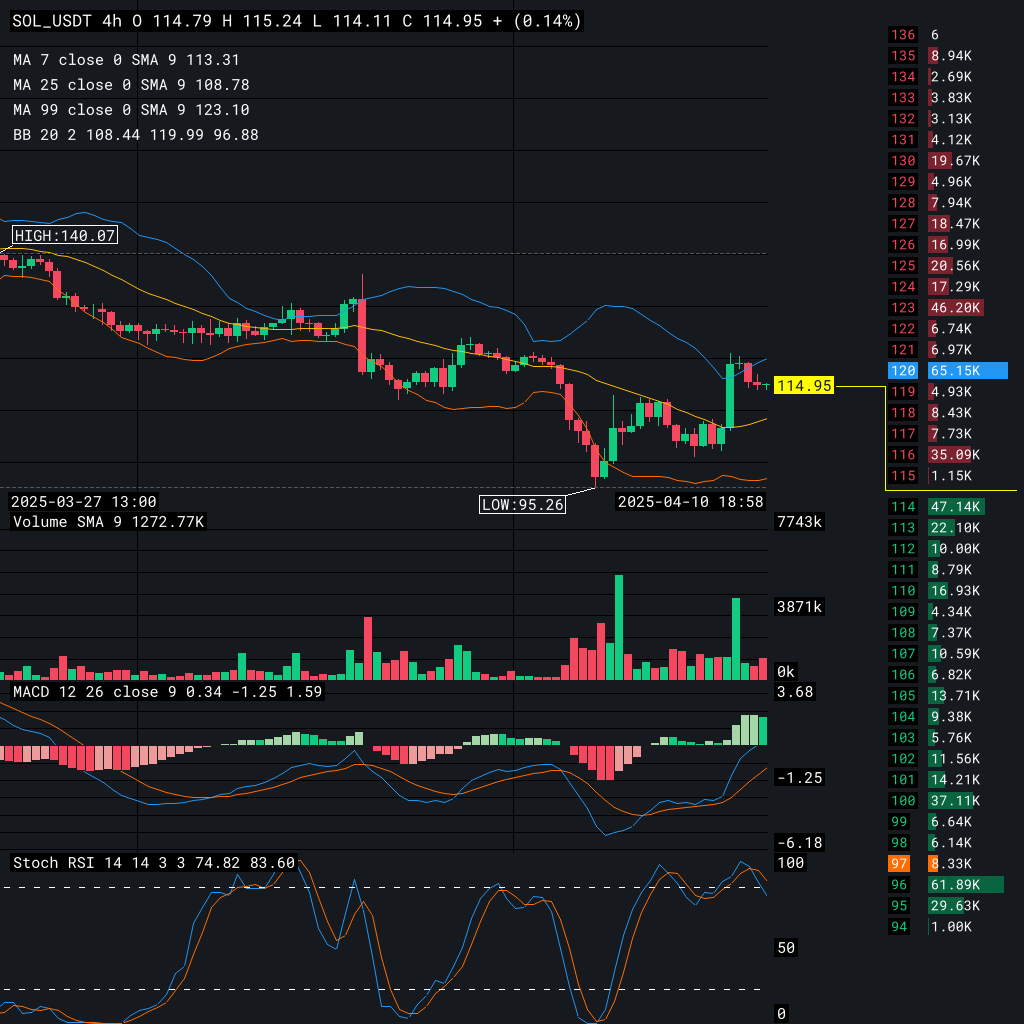 SOL_USDT 4h O 114.79 H 115.24 L 114.11 C 114.95 + (0.14%)
MA 7 close 0 SMA 9 113.31
MA 25 close 0 SMA 9 108.78
MA 99 close 0 SMA 9 123.10
BB 20 2 108.44 119.99 96.88
HIGH:140.07
114.95
2025-03-27 13:00
LOW:95.26
2025-04-10 18:58
Volume SMA 9 1272.77K
7743k
3871k
0k
MACD 12 26 close 9 0.34 -1.25 1.59
3.68
-1.25
-6.18
Stoch RSI 14 14 3 3 74.82 83.60
100
50
0
136 6
135 8.94K
134 2.69K
133 3.83K
132 3.13K
131 4.12K
130 19.67K
129 4.96K
128 7.94K
127 18.47K
126 16.99K
125 20.56K
124 17.29K
123 46.20K
122 6.74K
121 6.97K
120 65.15K
119 4.93K
118 8.43K
117 7.73K
116 35.09K
115 1.15K
114 47.14K
113 22.10K
112 10.00K
111 8.79K
110 16.93K
109 4.34K
108 7.37K
107 10.59K
106 6.82K
105 13.71K
104 9.38K
103 5.76K
102 11.56K
101 14.21K
100 37.11K
99 6.64K
98 6.14K
97 8.33K
96 61.89K
95 29.63K
94 1.00K